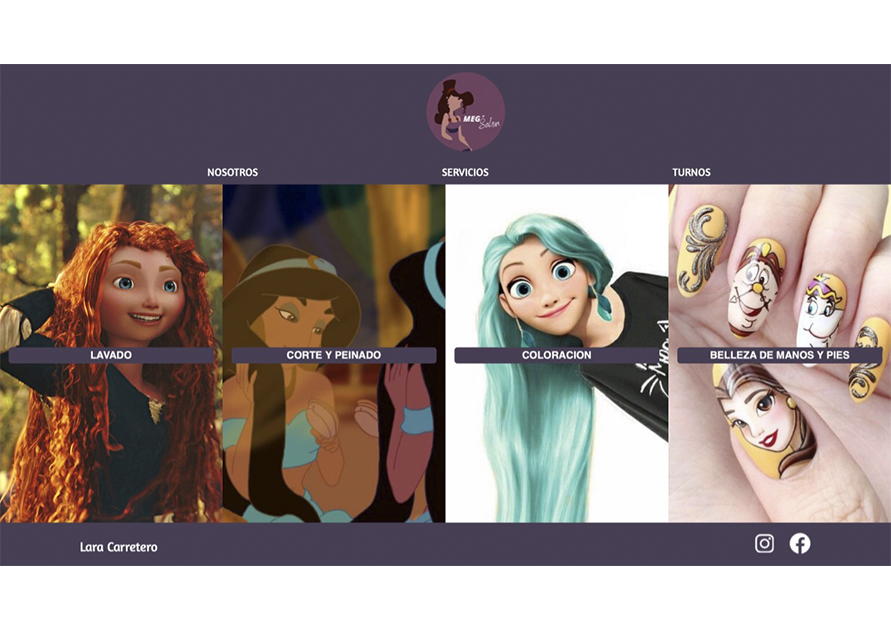 MEG's
Salon
NOSOTROS
SERVICIOS
TURNOS
LAVADO
CORTE Y PEINADO
COLORACION
BELLEZA DE MANOS Y PIES
Lara Carretero